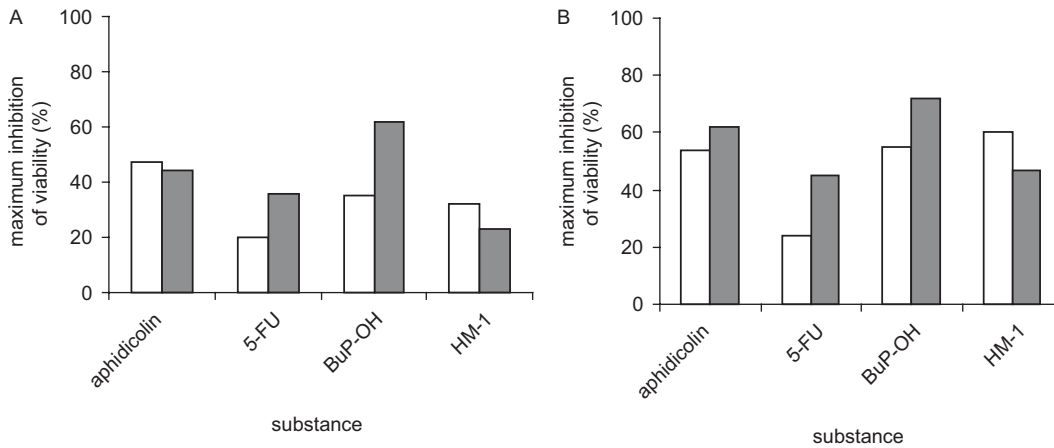 A
maximum inhibition
of viability (%)
100
80
60
40
20
0
aphidicolin
5-FU
BuP-OH
HM-1
substance
B
maximum inhibition
of viability (%)
100
80
60
40
20
0
aphidicolin
5-FU
BuP-OH
HM-1
substance